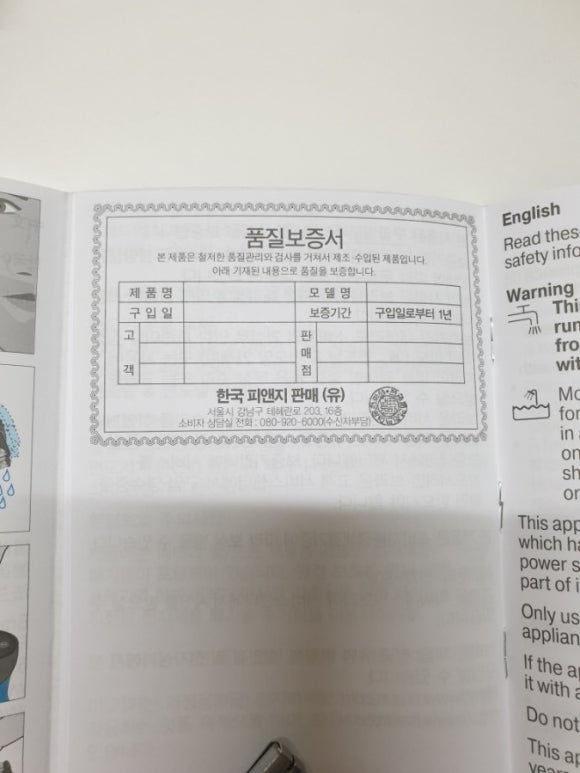 품질보증서
본 제품은 철저한 품질관리와 검사를 거쳐서 제조·수입된 제품입니다.
아래 기재된 내용으로 품질을 보증합니다.
제 품 명
모 델 명
구 입 일
보증기간
구입일로부터 1년
고
객
판
매
점
한국 피앤지 판매 (유)
서울시 강남구 테헤란로 203, 16층
소비자 상담실 전화 : 080-920-6000(수신자부담)
English
Read these
safety info
Warning
This
run
from
with
Mo
for
in a
on
sh
or
This app
which ha
power s
part of i
Only us
applian
If the ap
it with a
Do not
This ap
years